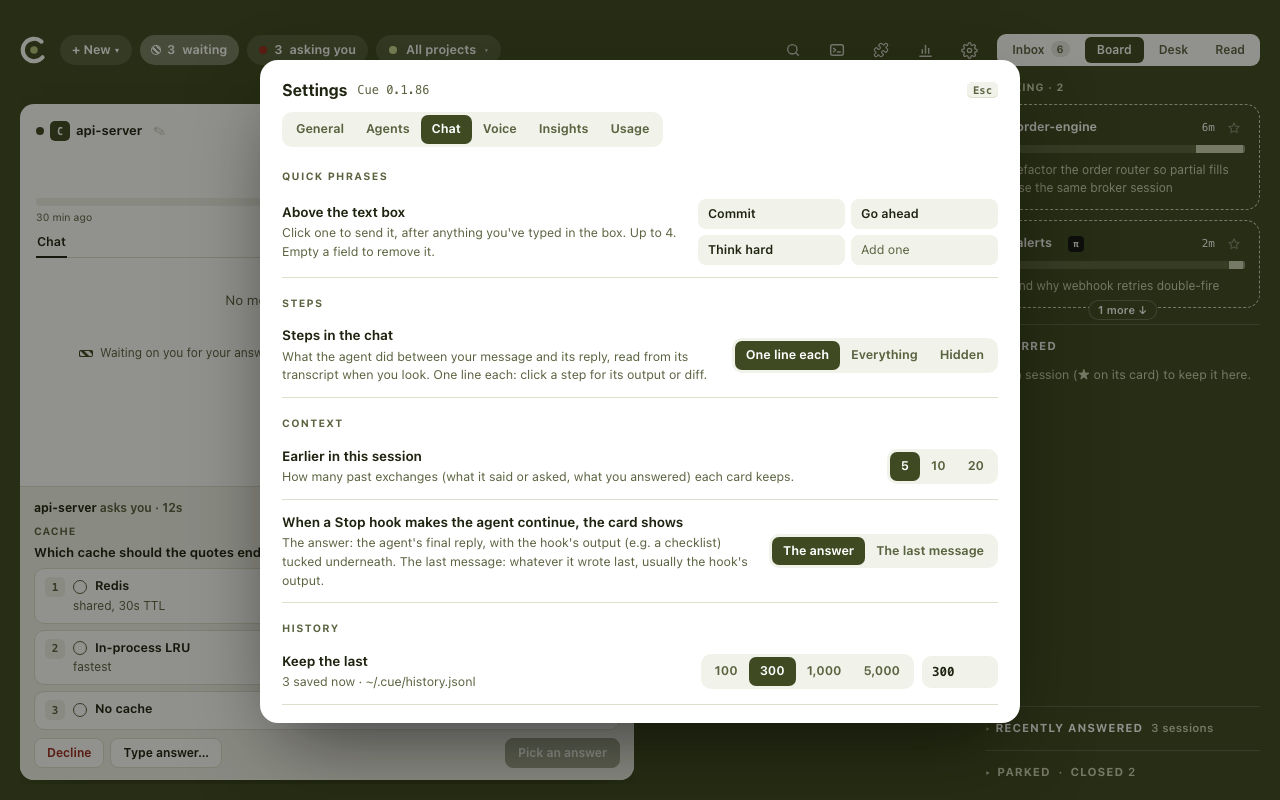 + New ▾
3 waiting
3 asking you
All projects
Inbox 6
Board
Desk
Read
Settings Cue 0.1.86
Esc
General
Agents
Chat
Voice
Insights
Usage
QUICK PHRASES
Above the text box
Click one to send it, after anything you've typed in the box. Up to 4.
Empty a field to remove it.
Commit
Go ahead
Think hard
Add one
STEPS
Steps in the chat
What the agent did between your message and its reply, read from its
transcript when you look. One line each: click a step for its output or diff.
One line each
Everything
Hidden
CONTEXT
Earlier in this session
How many past exchanges (what it said or asked, what you answered) each card keeps.
5
10
20
When a Stop hook makes the agent continue, the card shows
The answer: the agent's final reply, with the hook's output (e.g. a checklist)
tucked underneath. The last message: whatever it wrote last, usually the hook's
output.
The answer
The last message
HISTORY
Keep the last
3 saved now · ~/.cue/history.jsonl
100
300
1,000
5,000
300
C api-server
30 min ago
Chat
No
Waiting on you for your
api-server asks you · 12s
CACHE
Which cache should the quotes
1 Redis
shared, 30s TTL
2 In-process LRU
fastest
3 No cache
Decline
Type answer...
Pick an answer
· 2
order-engine
6m
the order router so partial fills
the same broker session
alerts
π
2m
why webhook retries double-fire
1 more ↓
session (★ on its card) to keep it here.
RECENTLY ANSWERED 3 sessions
PARKED · CLOSED 2